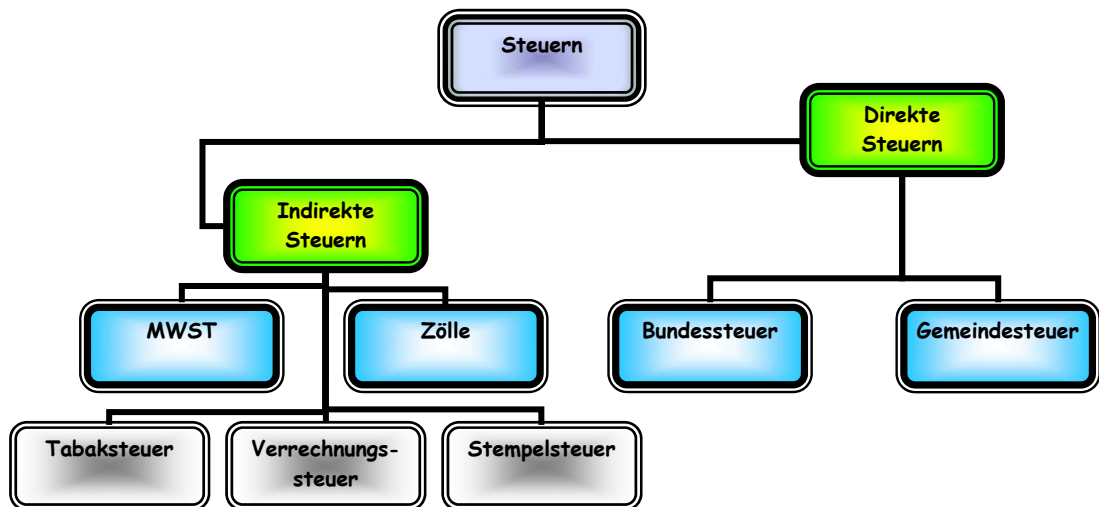 Steuern
Direkte
Steuern
Indirekte
Steuern
MWST
Zölle
Bundessteuer
Gemeindesteuer
Tabaksteuer
Verrechnungs-
steuer
Stempelsteuer